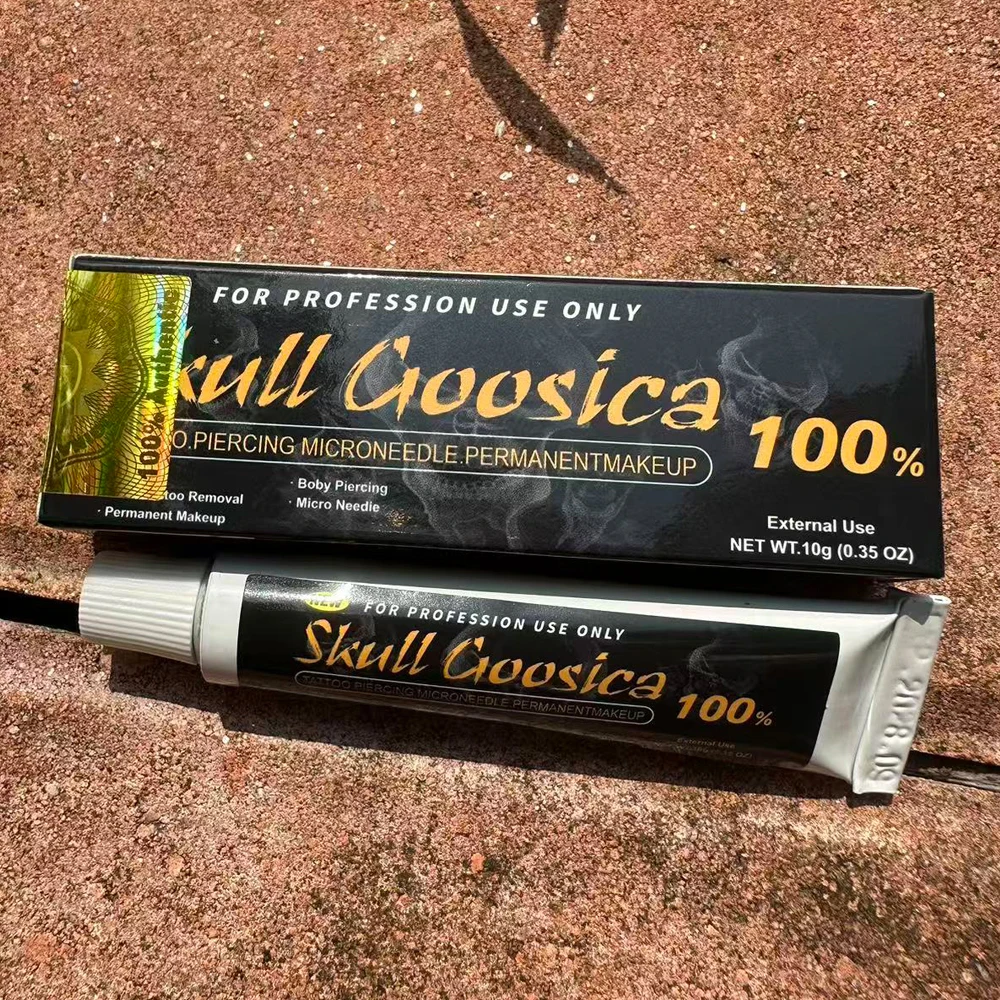 FOR PROFESSION USE ONLY
kull Goosica
100%
O.PIERCING MICRONEEDLE.PERMANENTMAKEUP
100% Authentic
too Removal
· Permanent Makeup
· Boby Piercing
· Micro Needie
External Use
NET WT.10g (0.35 OZ)
NEW
FOR PROFESSION USE ONLY
Skull Goosica
100%
TATTOO PIERCING MICRONEEDLE.PERMANENTMAKEUP
External Use